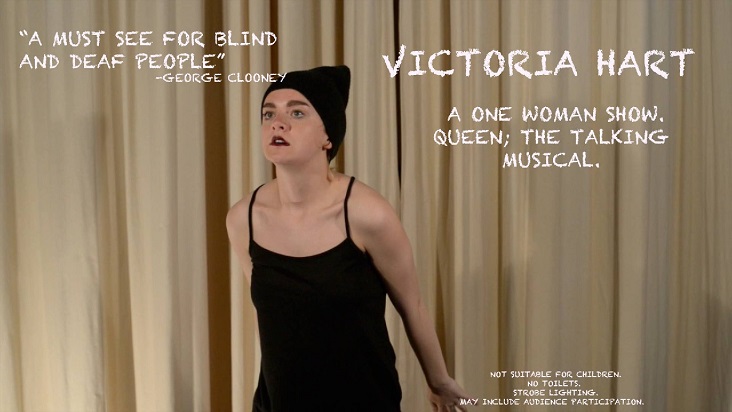 “A MUST SEE FOR BLIND
AND DEAF PEOPLE”
-GEORGE CLOONEY
VICTORIA HART
A ONE WOMAN SHOW.
QUEEN; THE TALKING
MUSICAL.
NOT SUITABLE FOR CHILDREN.
NO TOILETS.
STROBE LIGHTING.
MAY INCLUDE AUDIENCE PARTICIPATION.